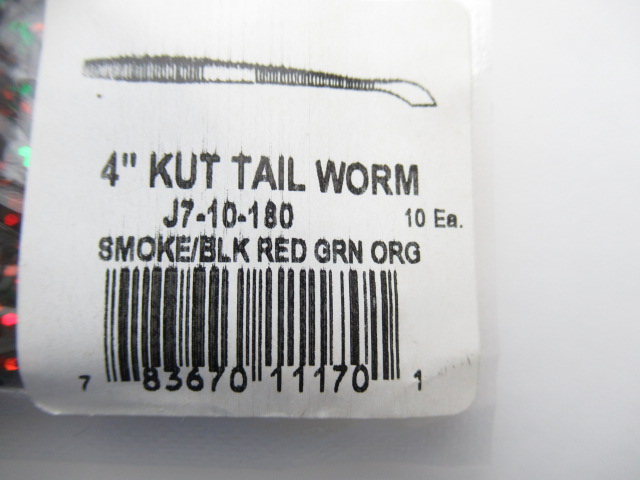 4" KUT TAIL WORM
J7-10-180 10 Ea.
SMOKE/BLK RED GRN ORG
7 83670 11170 1